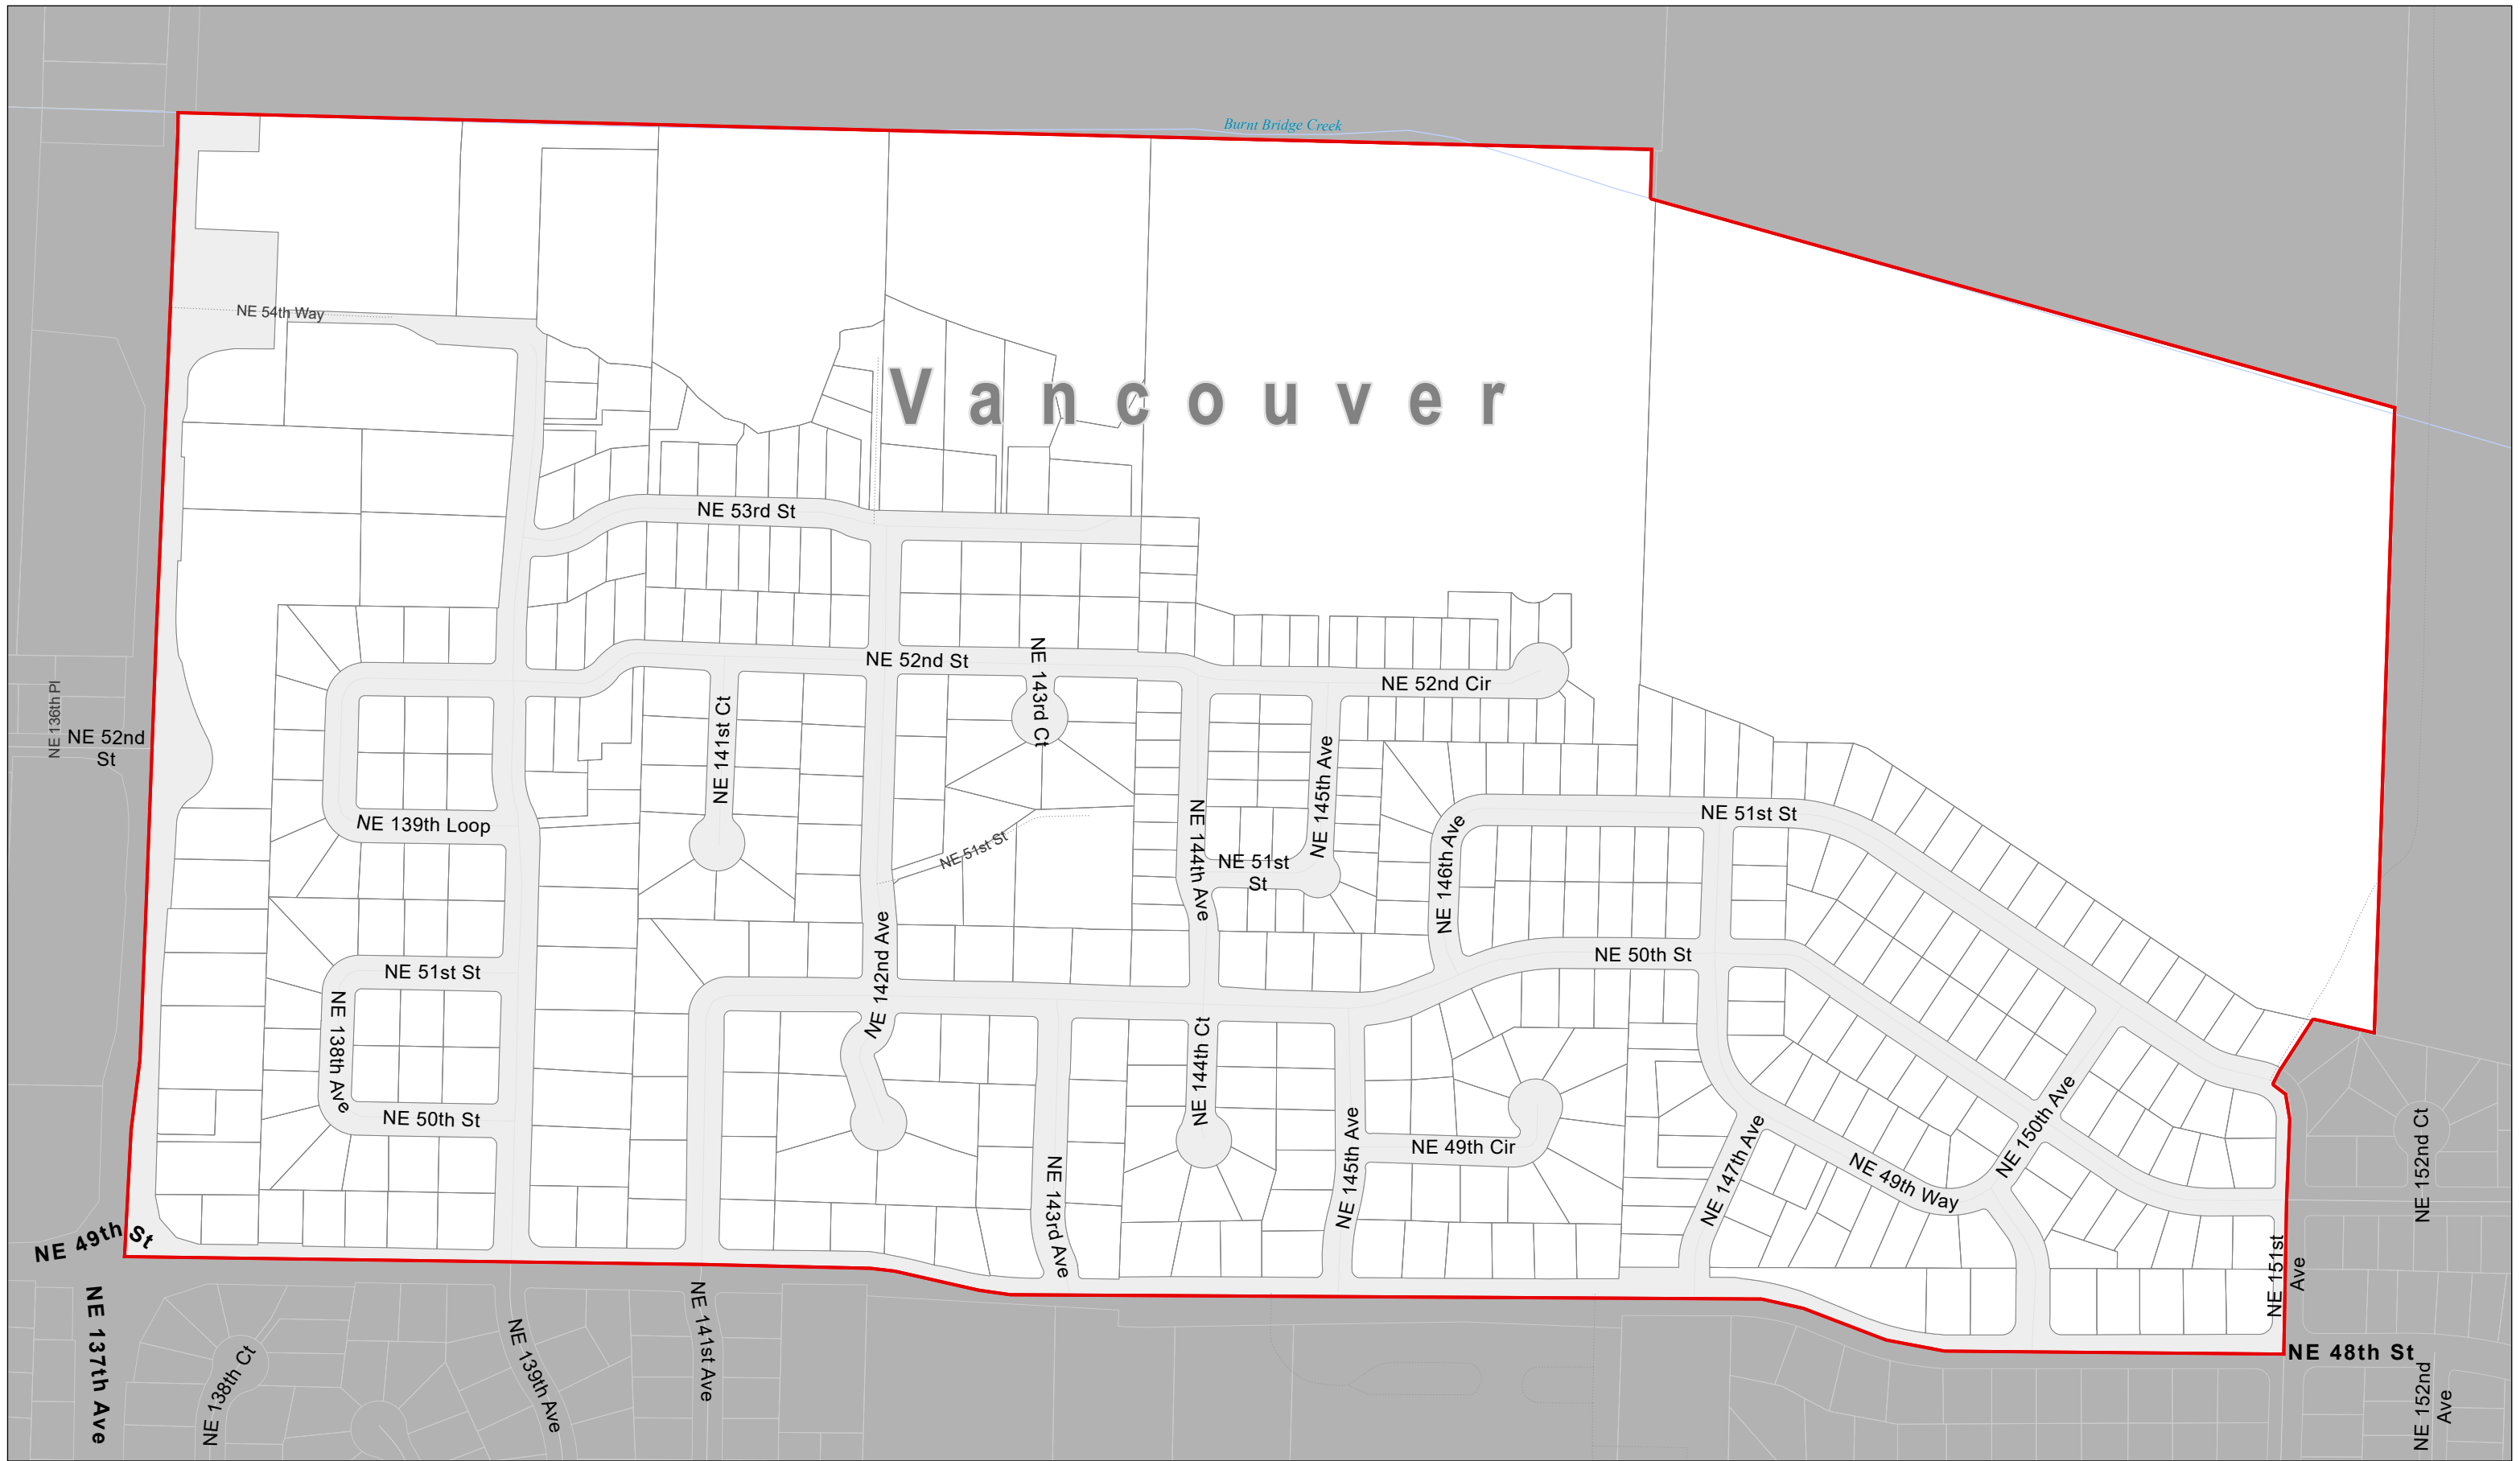 Burnt Bridge Creek
NE 54th Way
Vancouver
NE 53rd St
NE 52nd St
NE 143rd Ct
NE 52nd Cir
NE 136th Pl
NE 52nd
St
NE 141st Ct
NE 145th Ave
NE 139th Loop
NE 51st St
NE 144th Ave
NE 51st
St
NE 146th Ave
NE 51st St
NE 142nd Ave
NE 50th St
NE 51st St
NE 138th Ave
NE 50th St
NE 144th Ct
NE 143rd Ave
NE 145th Ave
NE 49th Cir
NE 147th Ave
NE 49th Way
NE 150th Ave
NE 152nd Ct
NE 151st
Ave
NE 49th St
NE 137th Ave
NE 138th Ct
NE 139th Ave
NE 141st Ave
NE 48th St
NE 152nd
Ave